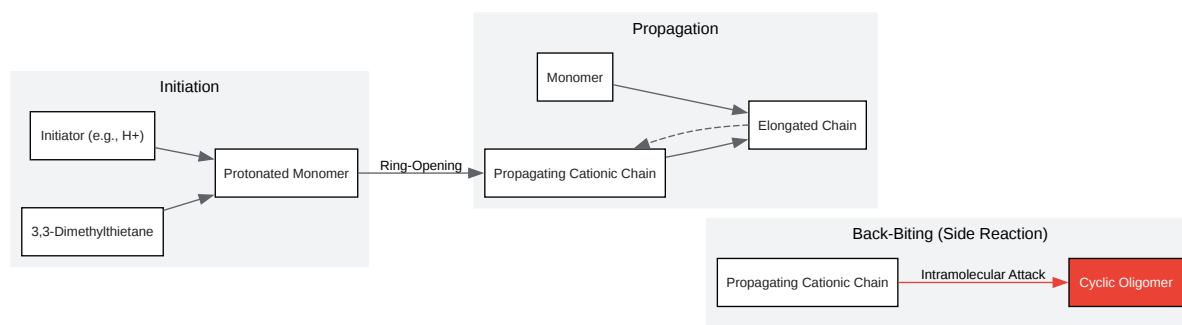 Initiation
Initiator (e.g., H+)
3,3-Dimethylthietane
Protonated Monomer
Ring-Opening
Propagation
Monomer
Elongated Chain
Propagating Cationic Chain
Back-Biting (Side Reaction)
Propagating Cationic Chain
Intramolecular Attack
Cyclic Oligomer